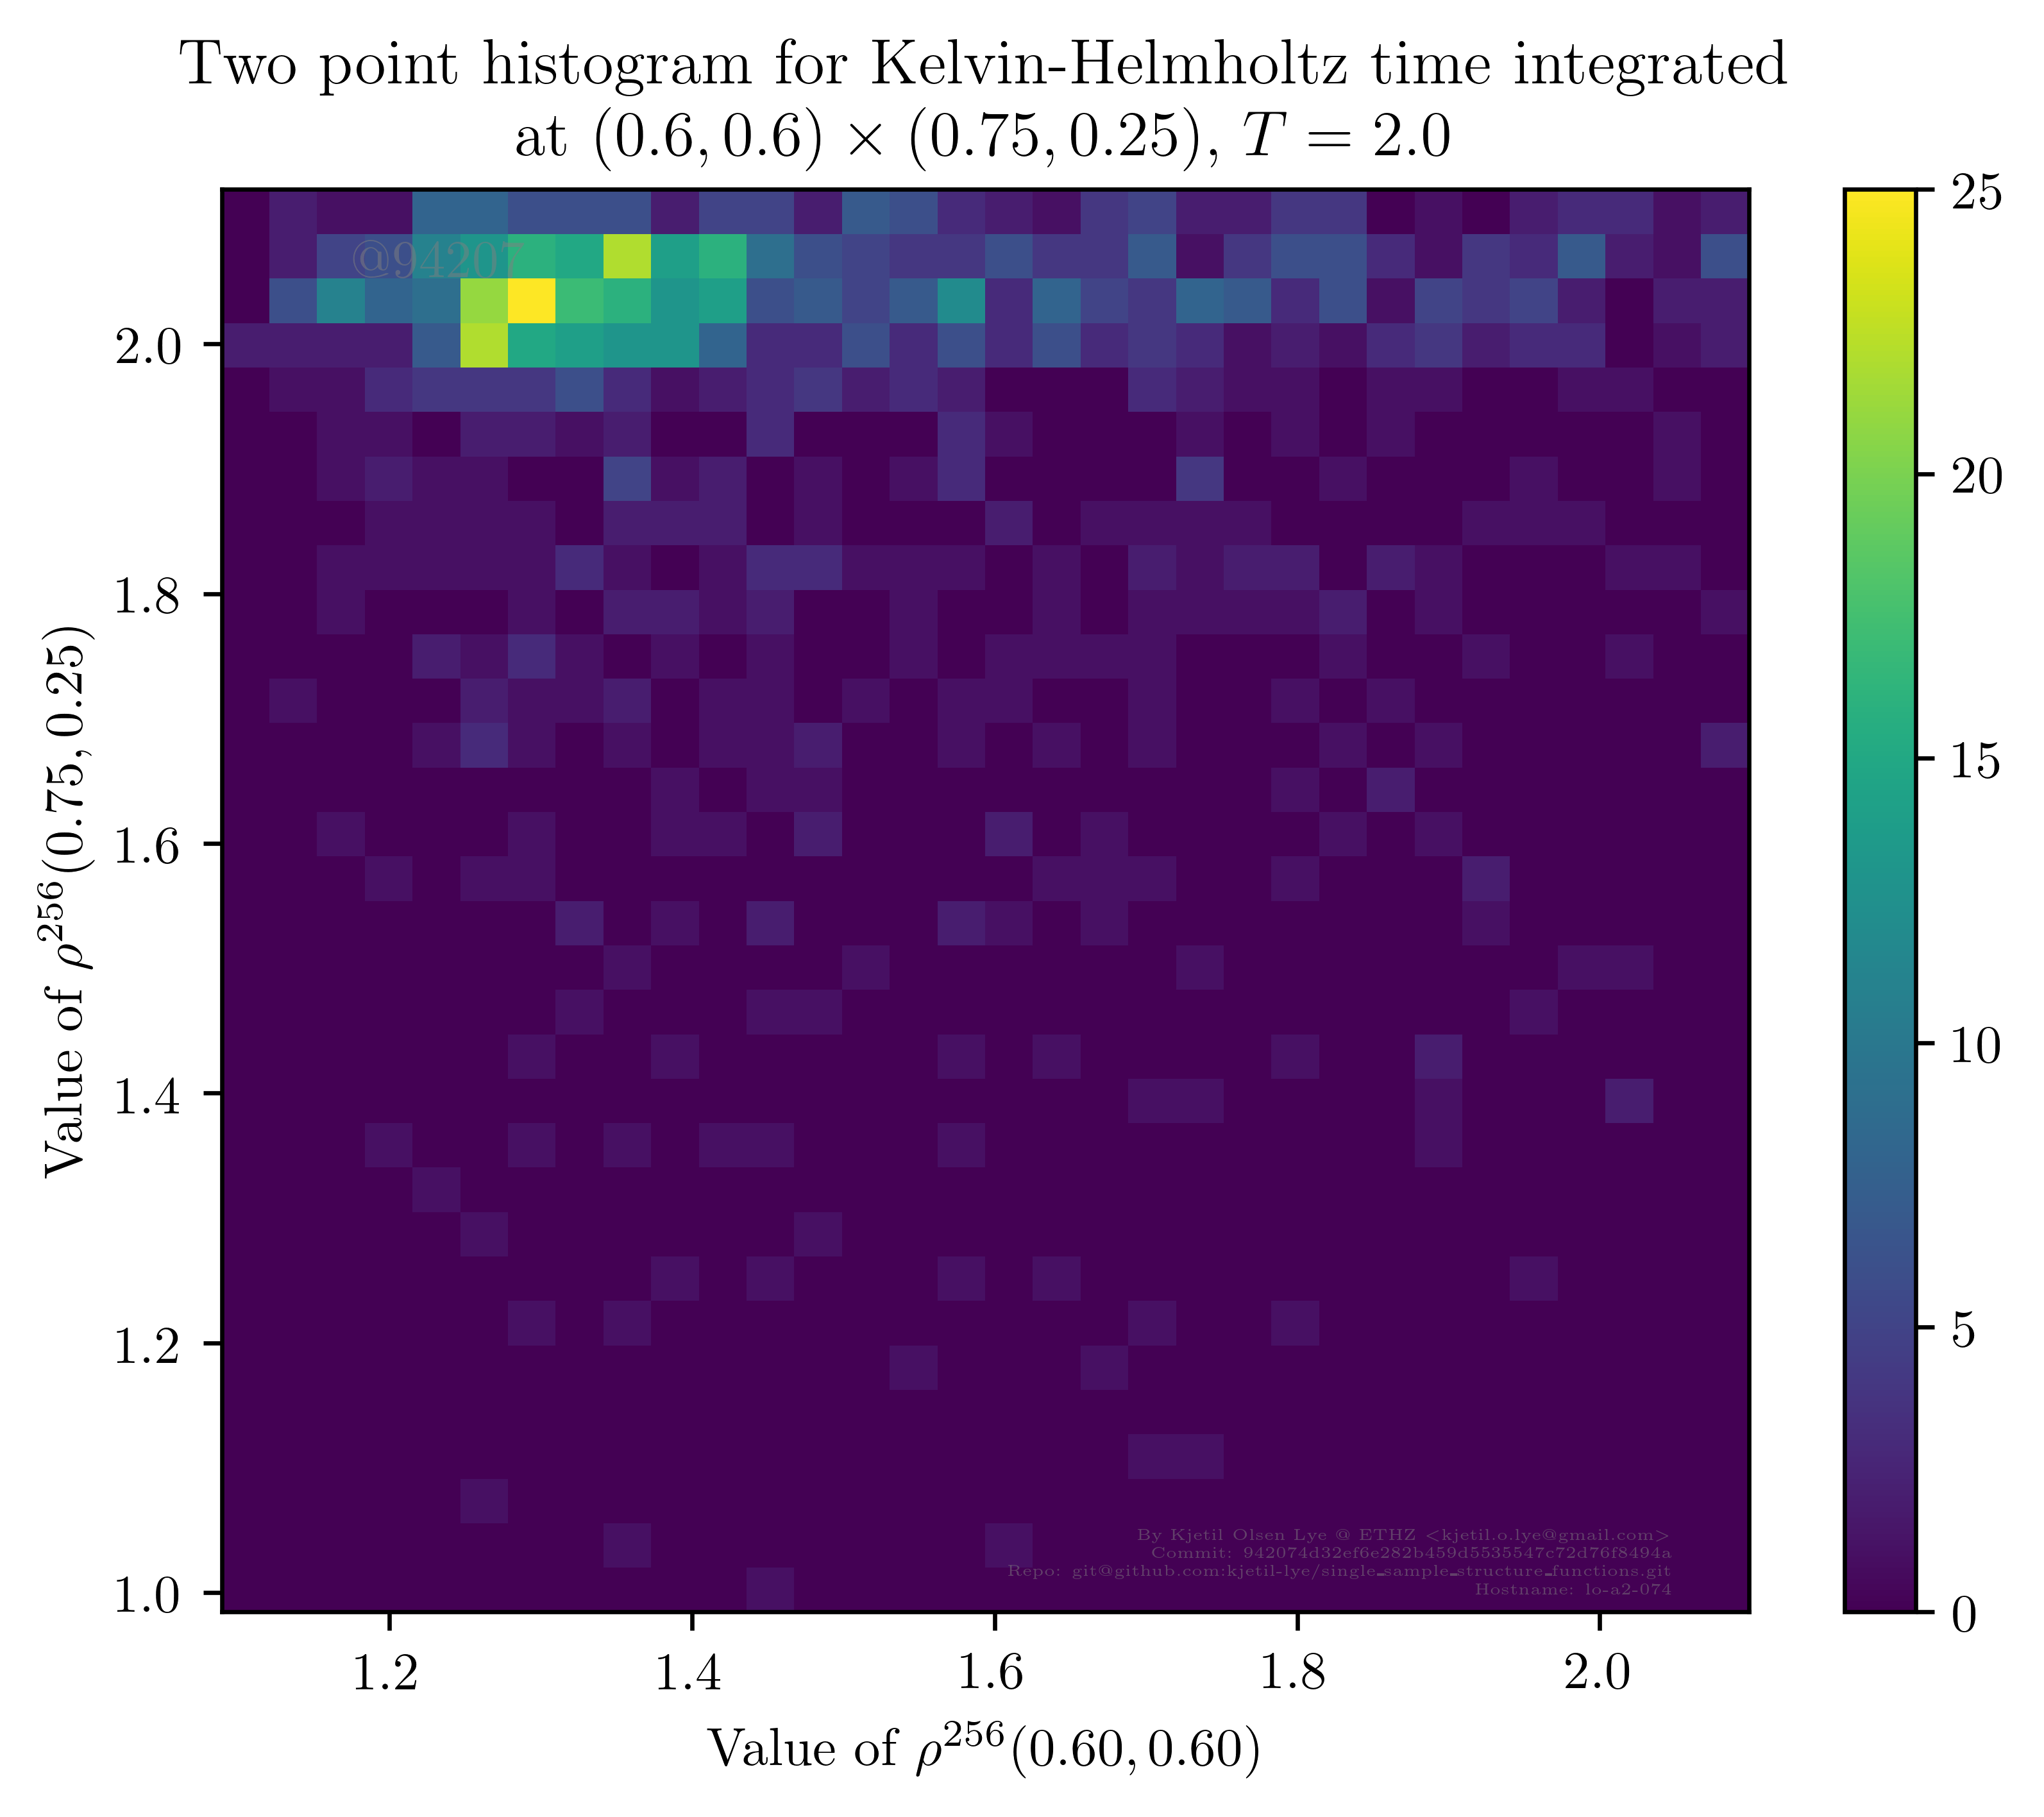 Two point histogram for Kelvin-Helmholtz time integrated
at (0.6, 0.6) × (0.75, 0.25), T = 2.0
@94207
25
20
15
10
5
0
2.0
1.8
1.6
1.4
1.2
1.0
Value of ρ²⁵⁶(0.75, 0.25)
By Kjetil Olsen Lye @ ETHZ <kjetil.o.lye@gmail.com>
Commit: 942074d32ef6e282b459d5535547c72d76f8494a
Repo: git@github.com:kjetil-lye/single_sample_structure_functions.git
Hostname: lo-a2-074
1.2 1.4 1.6 1.8 2.0
Value of ρ²⁵⁶(0.60, 0.60)